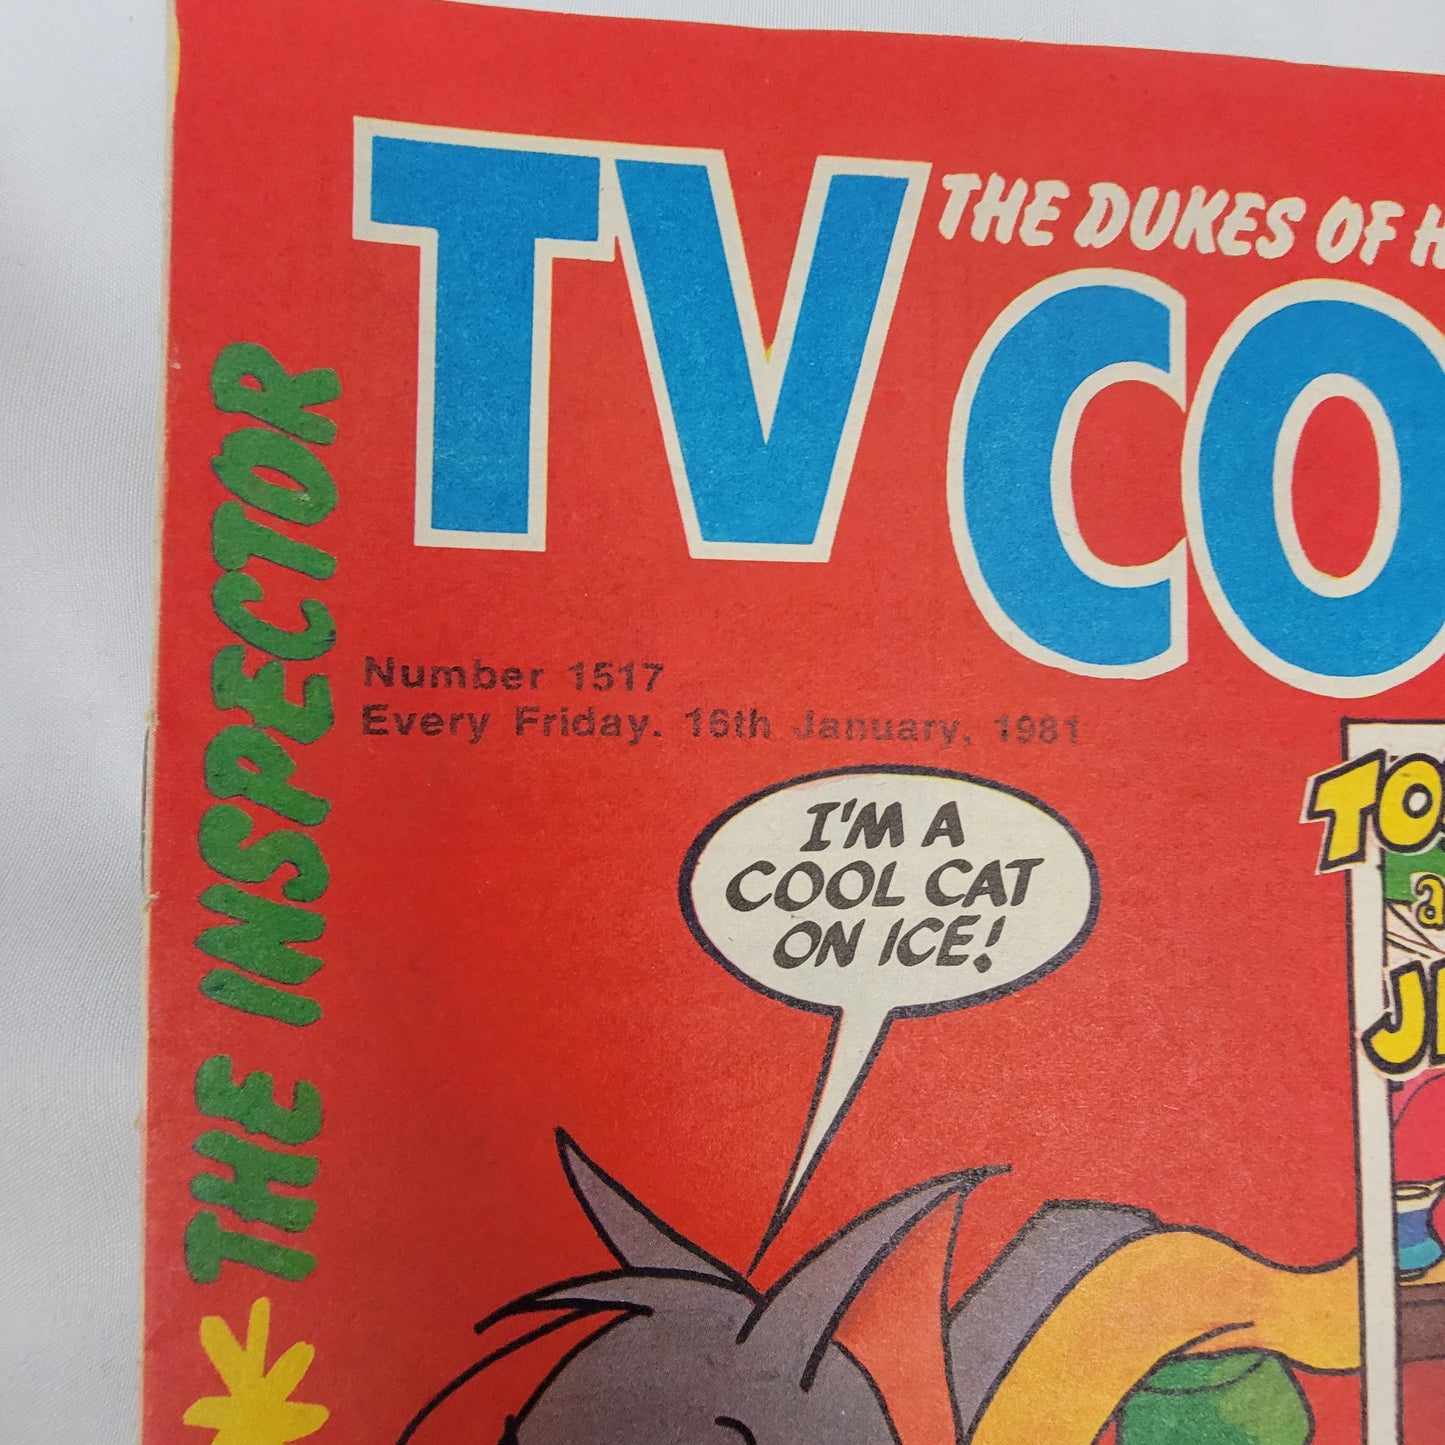 TV CO
THE DUKES OF H
THE INSPECTOR
Number 1517
Every Friday. 16th January, 1981
I'M A
COOL CAT
ON ICE!